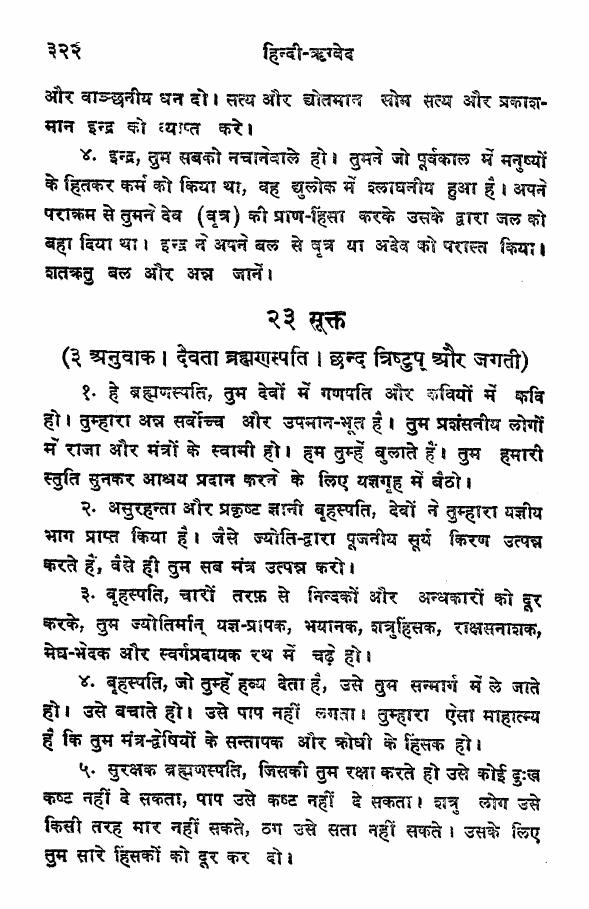 ३२२ हिन्दी-ऋग्वेद
और वाञ्छनीय धन दो। सत्य और द्योतमान सोम सत्य और प्रकाश-
मान इन्द्र को व्याप्त करे।
४. इन्द्र, तुम सबको नचानेवाले हो। तुमने जो पूर्वकाल में मनुष्यों
के हितकर कर्म को किया था, वह द्युलोक में श्लाघनीय हुआ है। अपने
पराक्रम से तुमने देव (वृत्र) की प्राण-हिंसा करके उसके द्वारा जल को
बहा दिया था। इन्द्र ने अपने बल से वृत्र या अदेव को परास्त किया।
शतक्रतु बल और अन्न जानें।
२३ सूक्त
(३ अनुवाक। देवता ब्रह्मणस्पति। छन्द त्रिष्टुप् और जगती)
१. हे ब्रह्मणस्पति, तुम देवों में गणपति और कवियों में कवि
हो। तुम्हारा अन्न सर्वोच्च और उपमान-भूत है। तुम प्रशंसनीय लोगों
में राजा और मंत्रों के स्वामी हो। हम तुम्हें बुलाते हैं। तुम हमारी
स्तुति सुनकर आश्रय प्रदान करने के लिए यज्ञगृह में बैठो।
२. असुरहन्ता और प्रकृष्ट ज्ञानी बृहस्पति, देवों ने तुम्हारा यज्ञीय
भाग प्राप्त किया है। जैसे ज्योति-द्वारा पूजनीय सूर्य किरण उत्पन्न
करते हैं, वैसे ही तुम सब मंत्र उत्पन्न करो।
३. बृहस्पति, चारों तरफ़ से निन्दकों और अन्धकारों को दूर
करके, तुम ज्योतिर्मान् यज्ञ-प्रापक, भयानक, शत्रुहिंसक, राक्षसनाशक,
मेघ-भेदक और स्वर्गप्रदायक रथ में चढ़े हो।
४. बृहस्पति, जो तुम्हें हव्य देता है, उसे तुम सन्मार्ग में ले जाते
हो। उसे बचाते हो। उसे पाप नहीं लगता। तुम्हारा ऐसा माहात्म्य
है कि तुम मंत्र-द्वेषियों के सन्तापक और क्रोधी के हिंसक हो।
५. सुरक्षक ब्रह्मणस्पति, जिसकी तुम रक्षा करते हो उसे कोई दुःख
कष्ट नहीं दे सकता, पाप उसे कष्ट नहीं दे सकता। शत्रु लोग उसे
किसी तरह मार नहीं सकते, ठग उसे सता नहीं सकते। उसके लिए
तुम सारे हिंसकों को दूर कर दो।